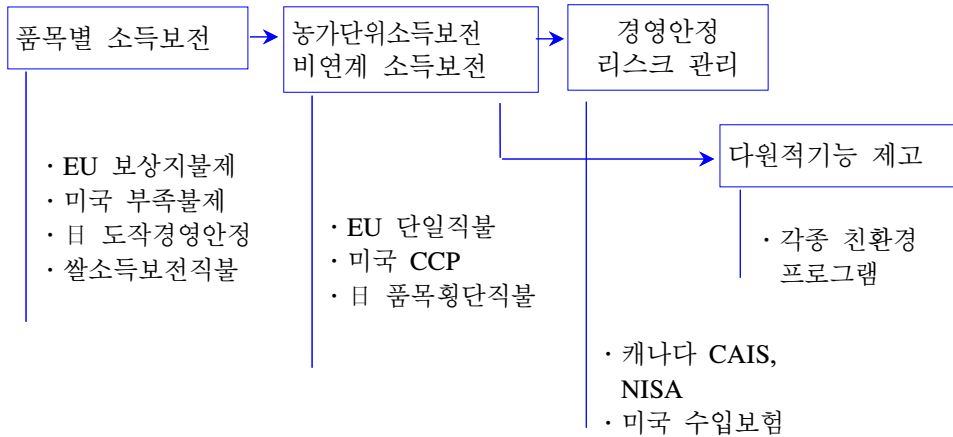 품목별 소득보전
농가단위소득보전
비연계 소득보전
경영안정
리스크 관리
다원적기능 제고
· EU 보상지불제
· 미국 부족불제
· 日 도작경영안정
· 쌀소득보전직불
· EU 단일직불
· 미국 CCP
· 日 품목횡단직불
· 캐나다 CAIS,
NISA
· 미국 수입보험
· 각종 친환경
프로그램